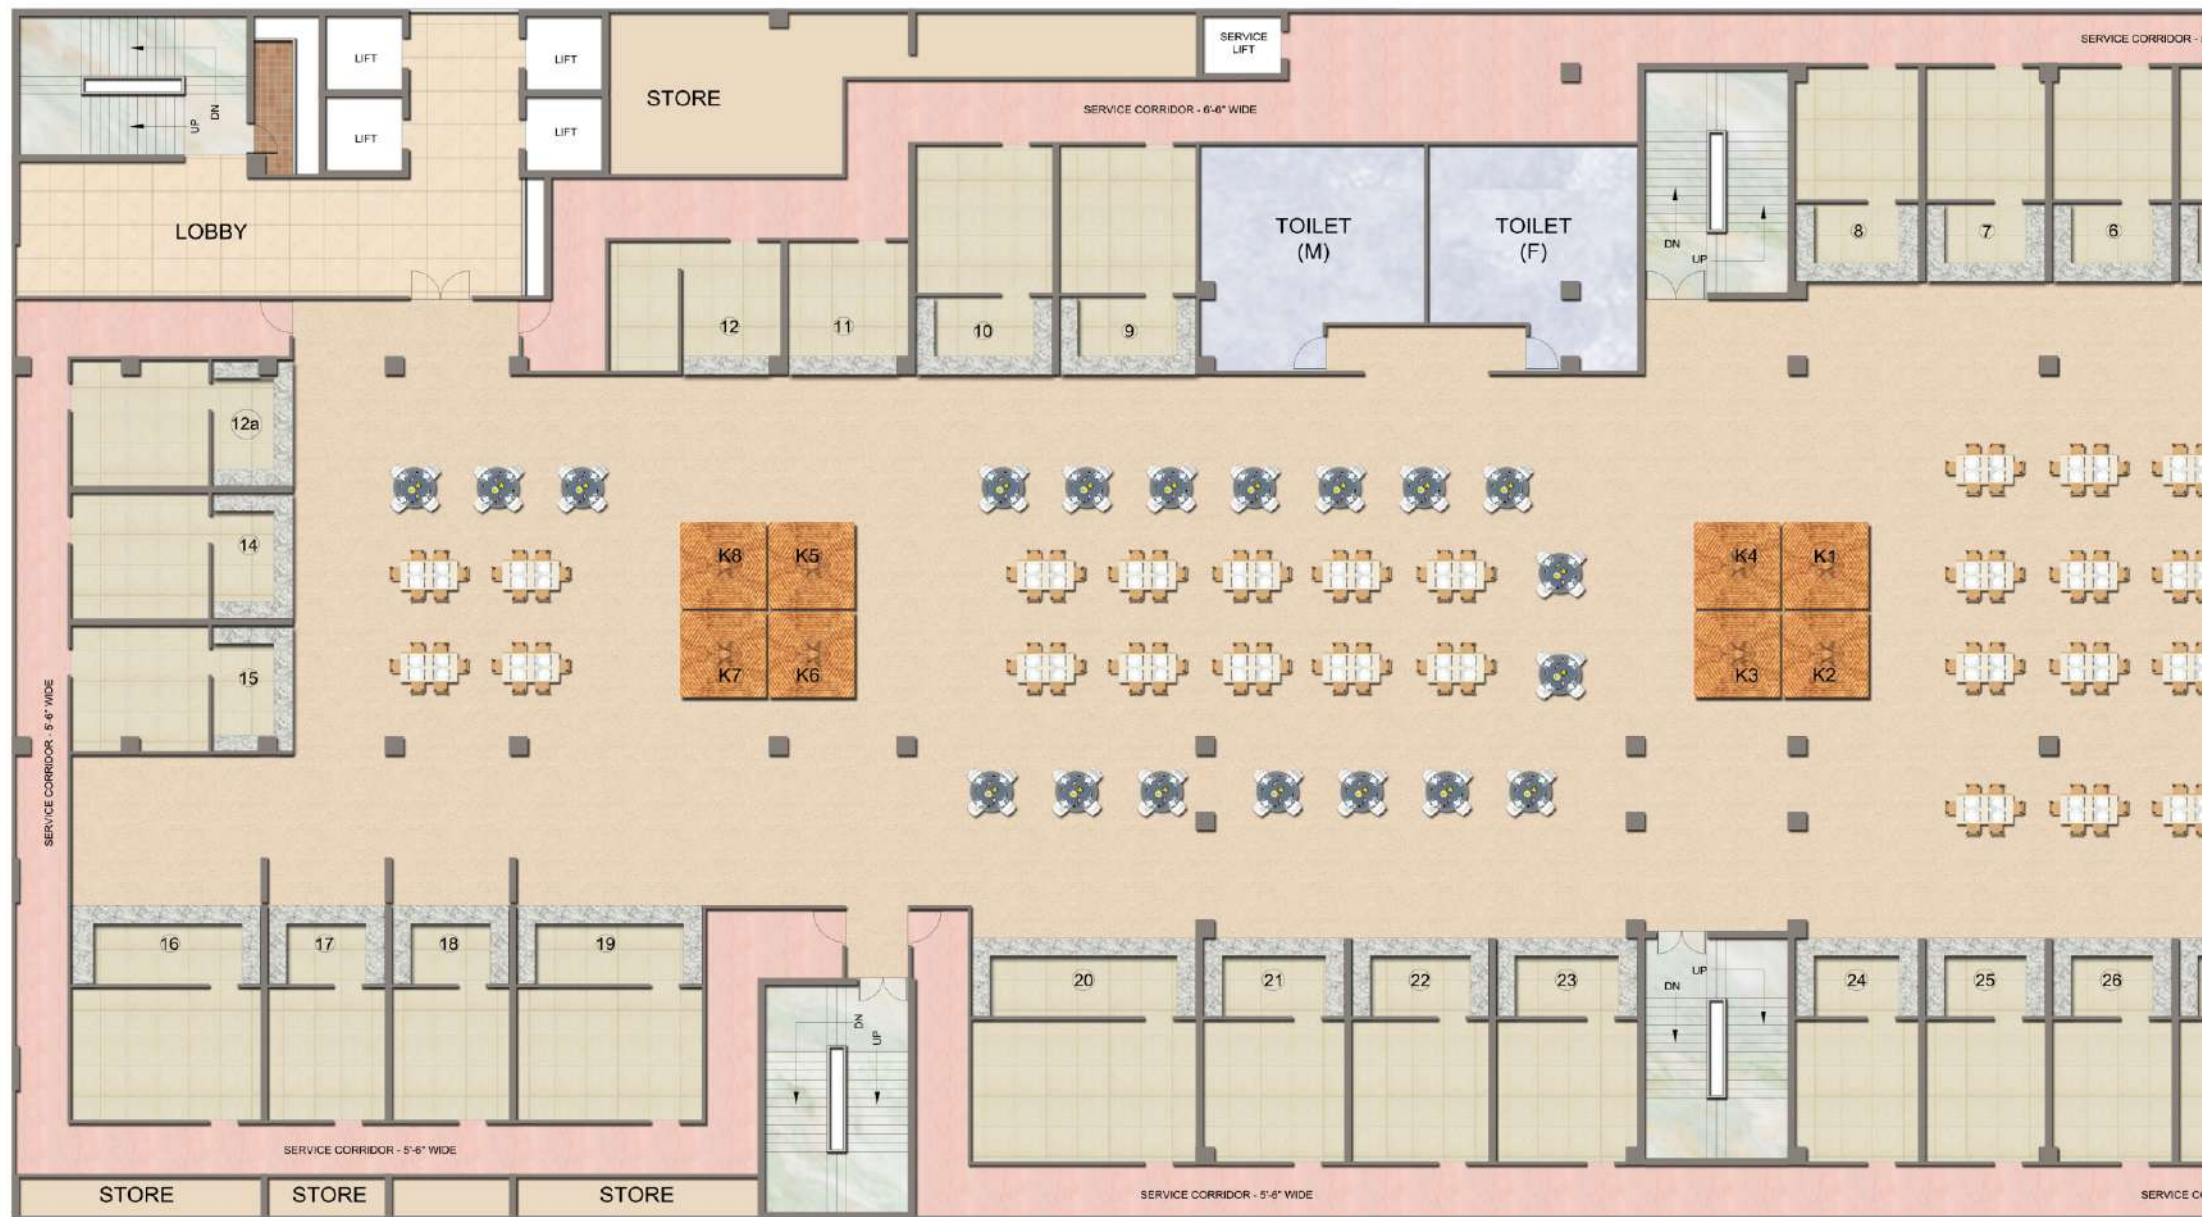 SERVICE
LIFT
SERVICE CORRIDOR -
LIFT
LIFT
STORE
SERVICE CORRIDOR - 6'-6" WIDE
LIFT
LIFT
DN
UP
LOBBY
TOILET
(M)
TOILET
(F)
DN
UP
8
7
6
12
11
10
9
12a
14
15
K8
K5
K7
K6
K4
K1
K3
K2
SERVICE CORRIDOR - 5'-6" WIDE
16
17
18
19
20
21
22
23
UP
DN
24
25
26
DN
UP
SERVICE CORRIDOR - 5'-6" WIDE
STORE
STORE
STORE
SERVICE CORRIDOR - 5'-6" WIDE
SERVICE